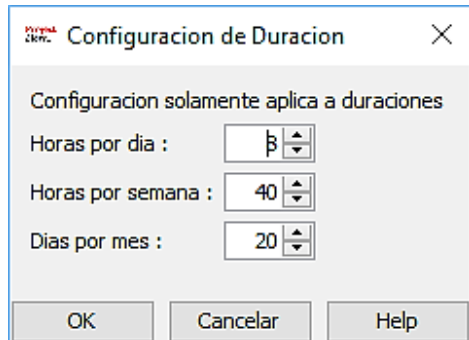 Configuracion de Duracion
Configuracion solamente aplica a duraciones
Horas por dia :
Horas por semana : 40
Dias por mes : 20
OK Cancelar Help